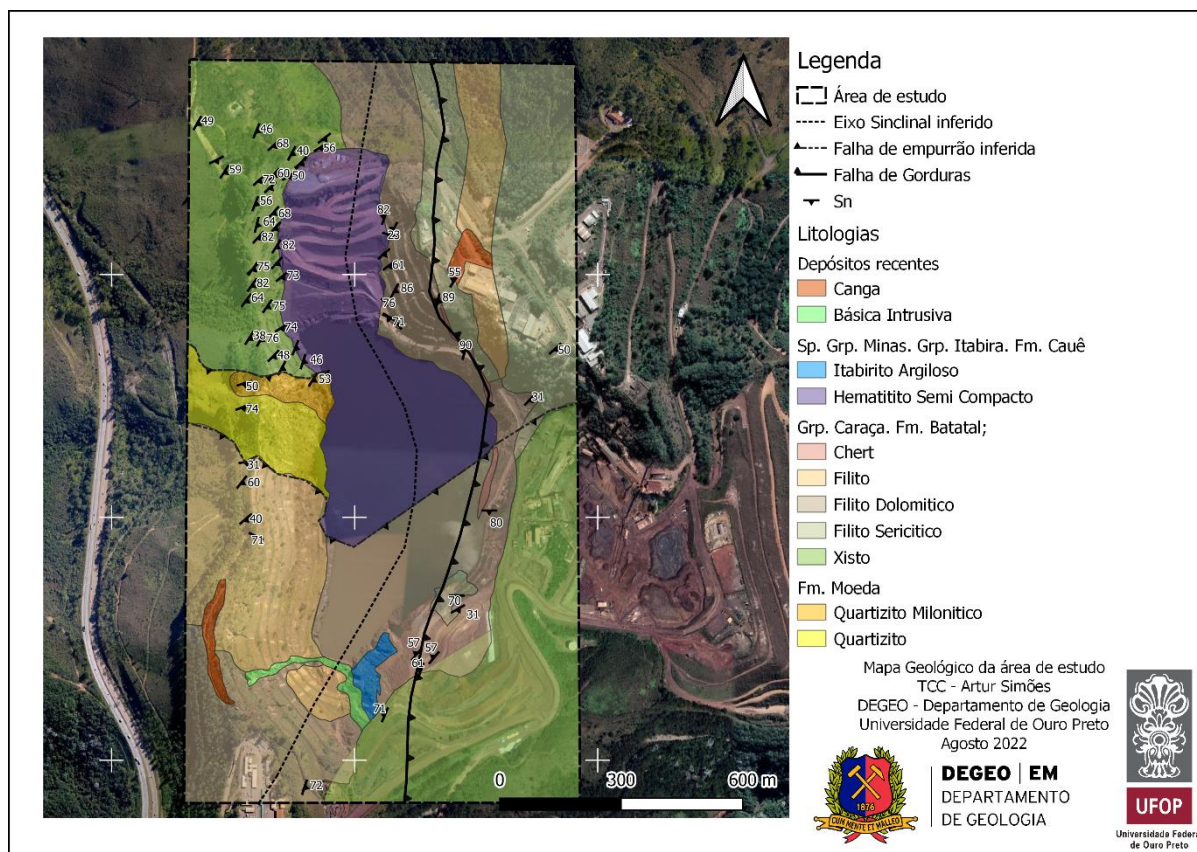 49
46
68
40
56
59
72
60
50
56
68
64
82
82
75
73
82
64
75
74
38
76
48
46
53
50
74
31
60
40
71
82
23
61
86
76
71
55
89
90
50
31
80
70
31
57
57
61
71
72
0
300
600 m
Legenda
Área de estudo
Eixo Sinclinal inferido
Falha de empurrão inferida
Falha de Gorduras
Sn
Litologias
Depósitos recentes
Canga
Básica Intrusiva
Sp. Grp. Minas. Grp. Itabira. Fm. Cauê
Itabirito Argiloso
Hematitito Semi Compacto
Grp. Caraça. Fm. Batatal;
Chert
Filito
Filito Dolomitico
Filito Sericitico
Xisto
Fm. Moeda
Quartizito Milonitico
Quartizito
Mapa Geológico da área de estudo
TCC - Artur Simões
DEGEO - Departamento de Geologia
Universidade Federal de Ouro Preto
Agosto 2022
1876
CUM MENTE ET MALLEO
DEGEO | EM
DEPARTAMENTO
DE GEOLOGIA
UFOP
Universidade Federa
de Ouro Preto